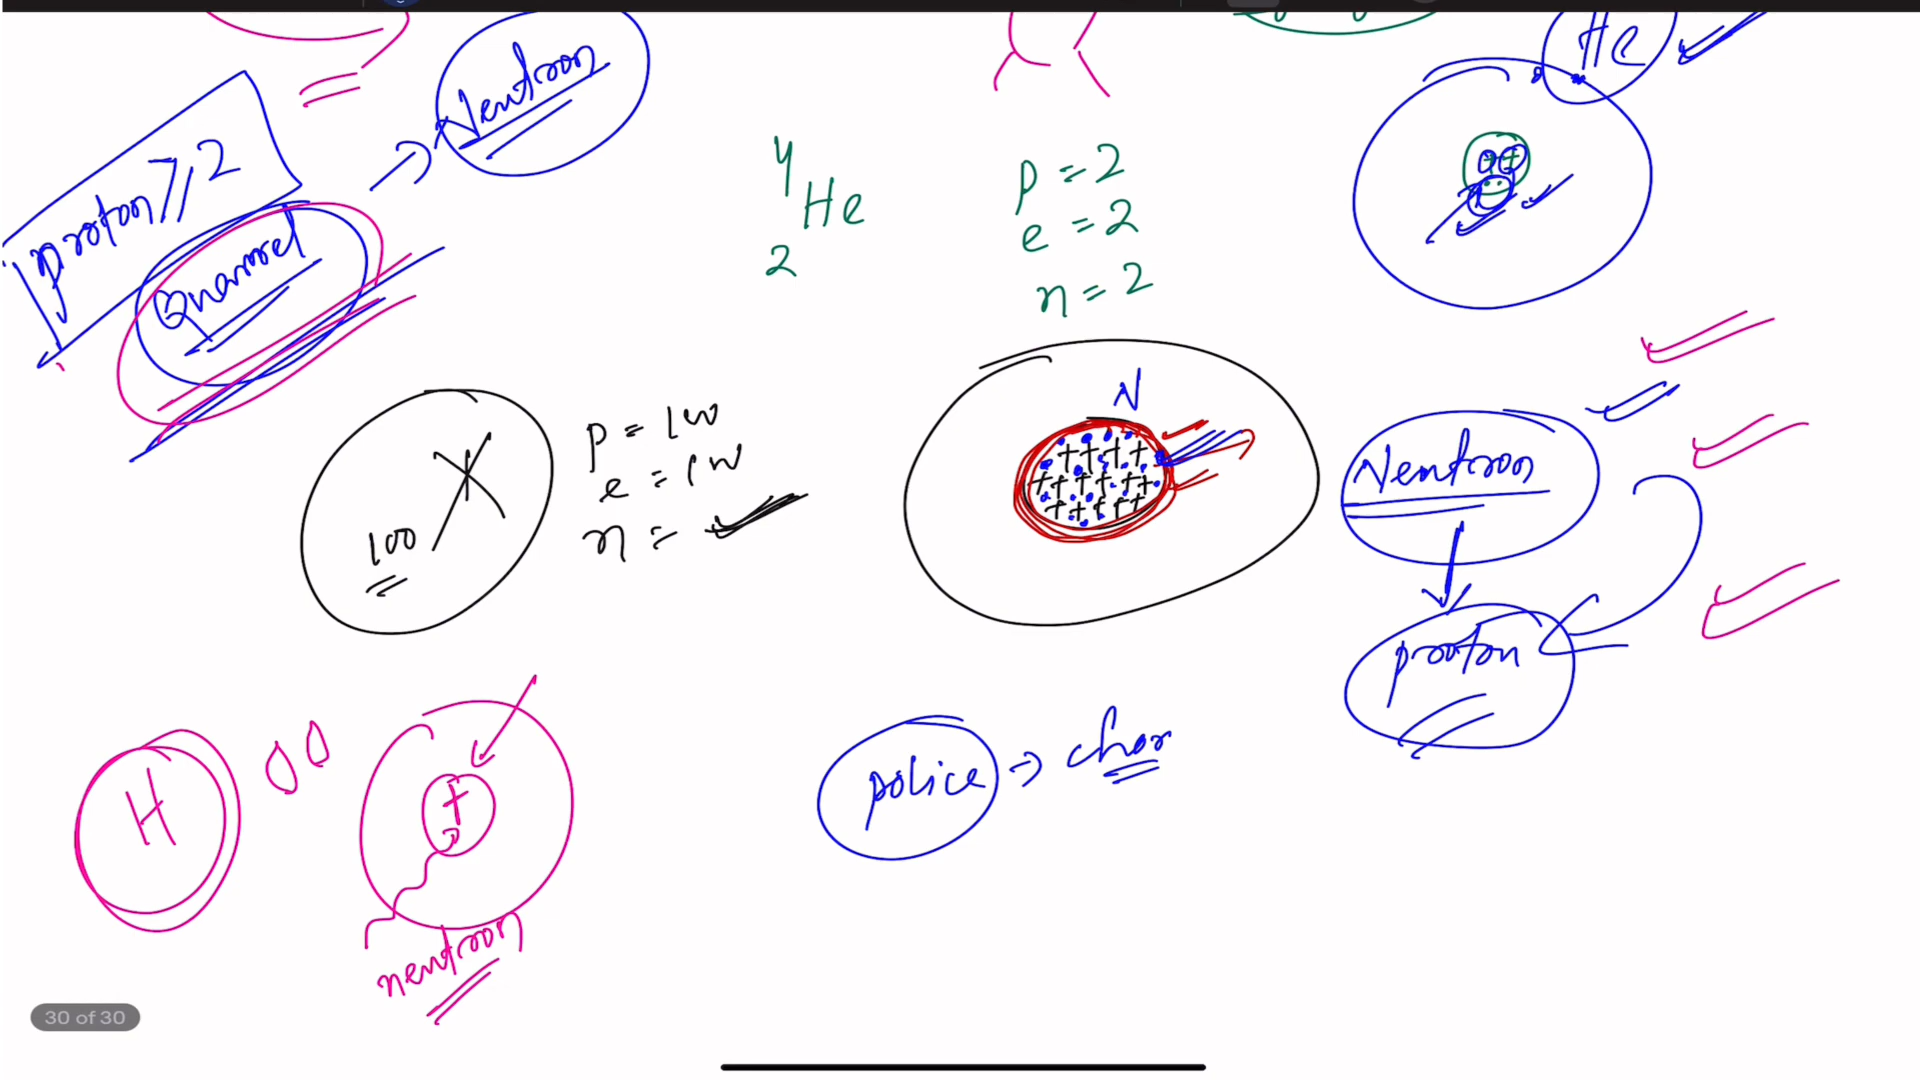 Neutron
He
proton ⩾ 2
Quarrel
4
He
2
p = 2
e = 2
n = 2
100 X
p = 100
e = 100
n =
N
+ + + +
+ + + + + +
+ + + + +
Neutron
proton
H
+
neutron
police → chor
30 of 30